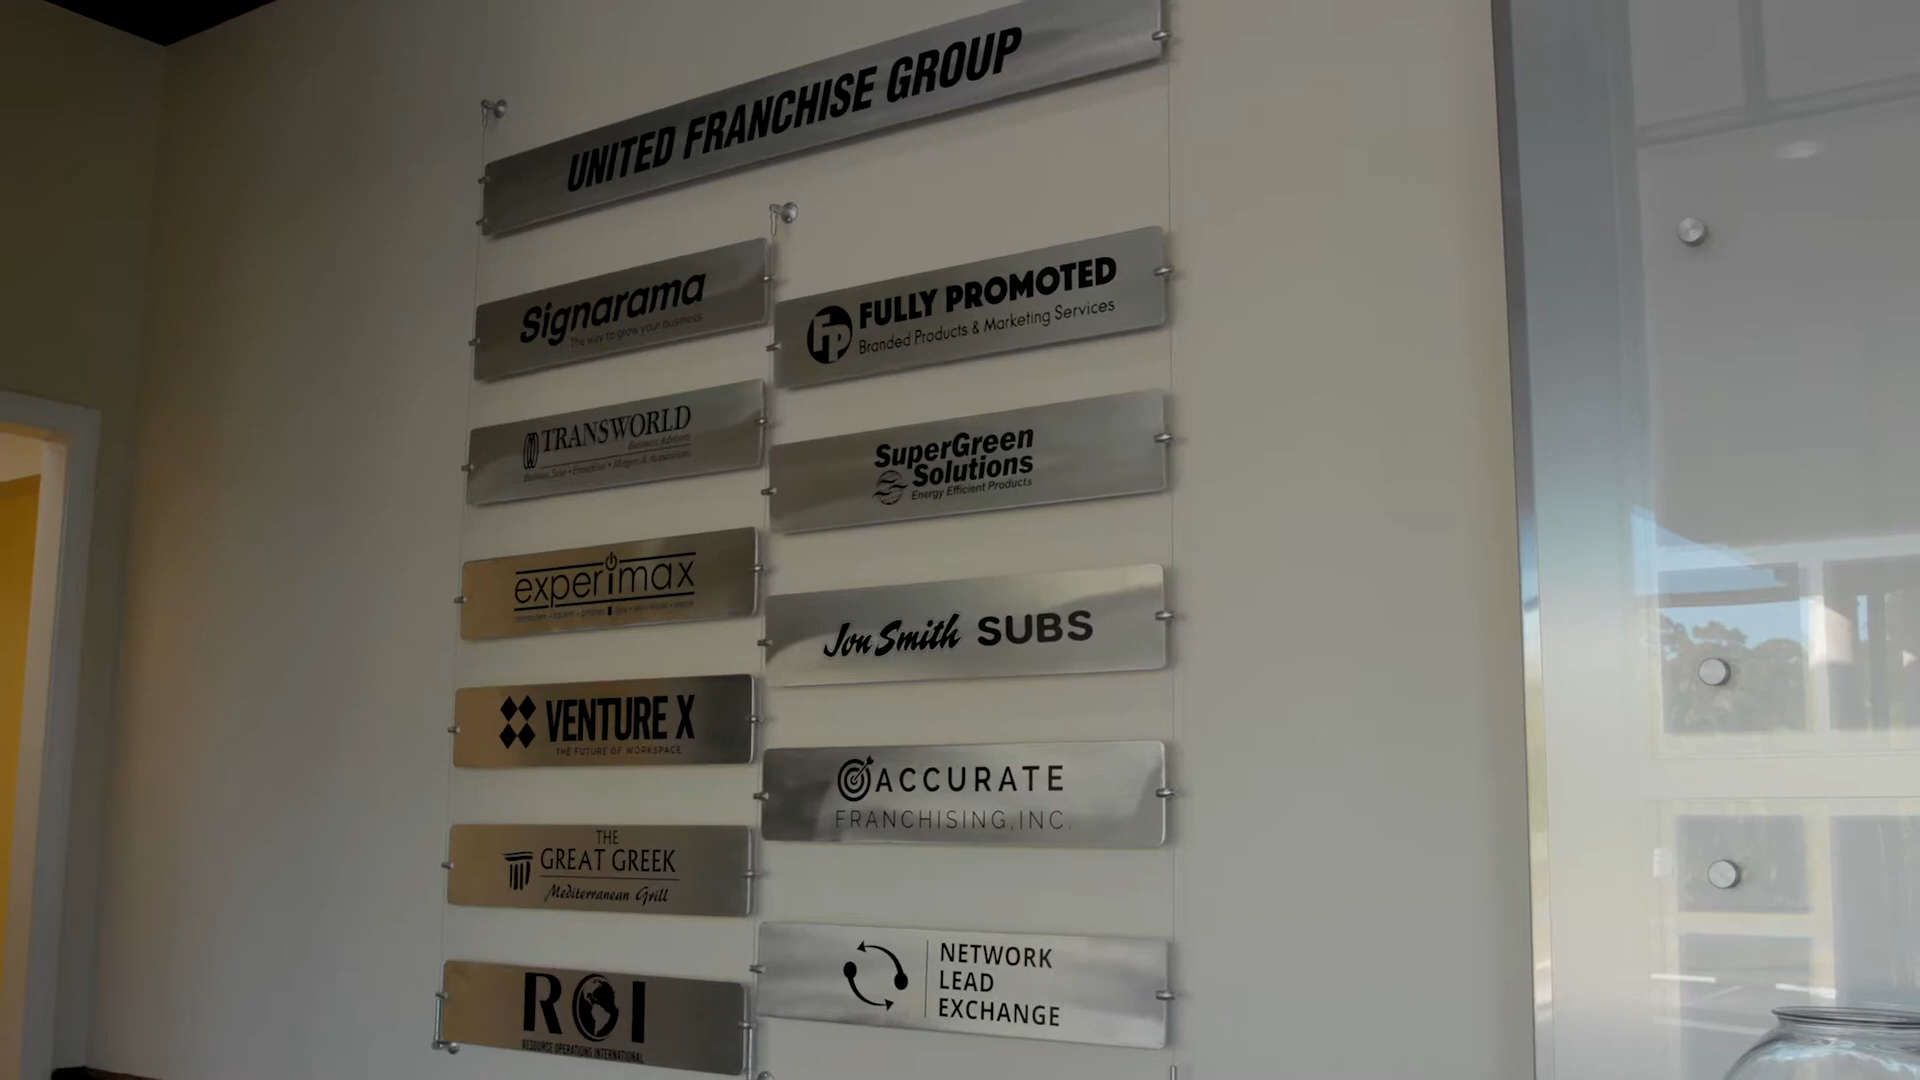 UNITED FRANCHISE GROUP
Signarama
The way to grow your business
FULLY PROMOTED
Branded Products & Marketing Services
TRANSWORLD
Business Advisors
Business Sales • Franchises • Mergers & Acquisitions
SuperGreen
Solutions
Energy Efficient Products
experimax
Jon Smith SUBS
VENTURE X
THE FUTURE OF WORKSPACE
ACCURATE
FRANCHISING, INC.
THE
GREAT GREEK
Mediterranean Grill
NETWORK
LEAD
EXCHANGE
ROI
RESOURCE OPERATIONS INTERNATIONAL